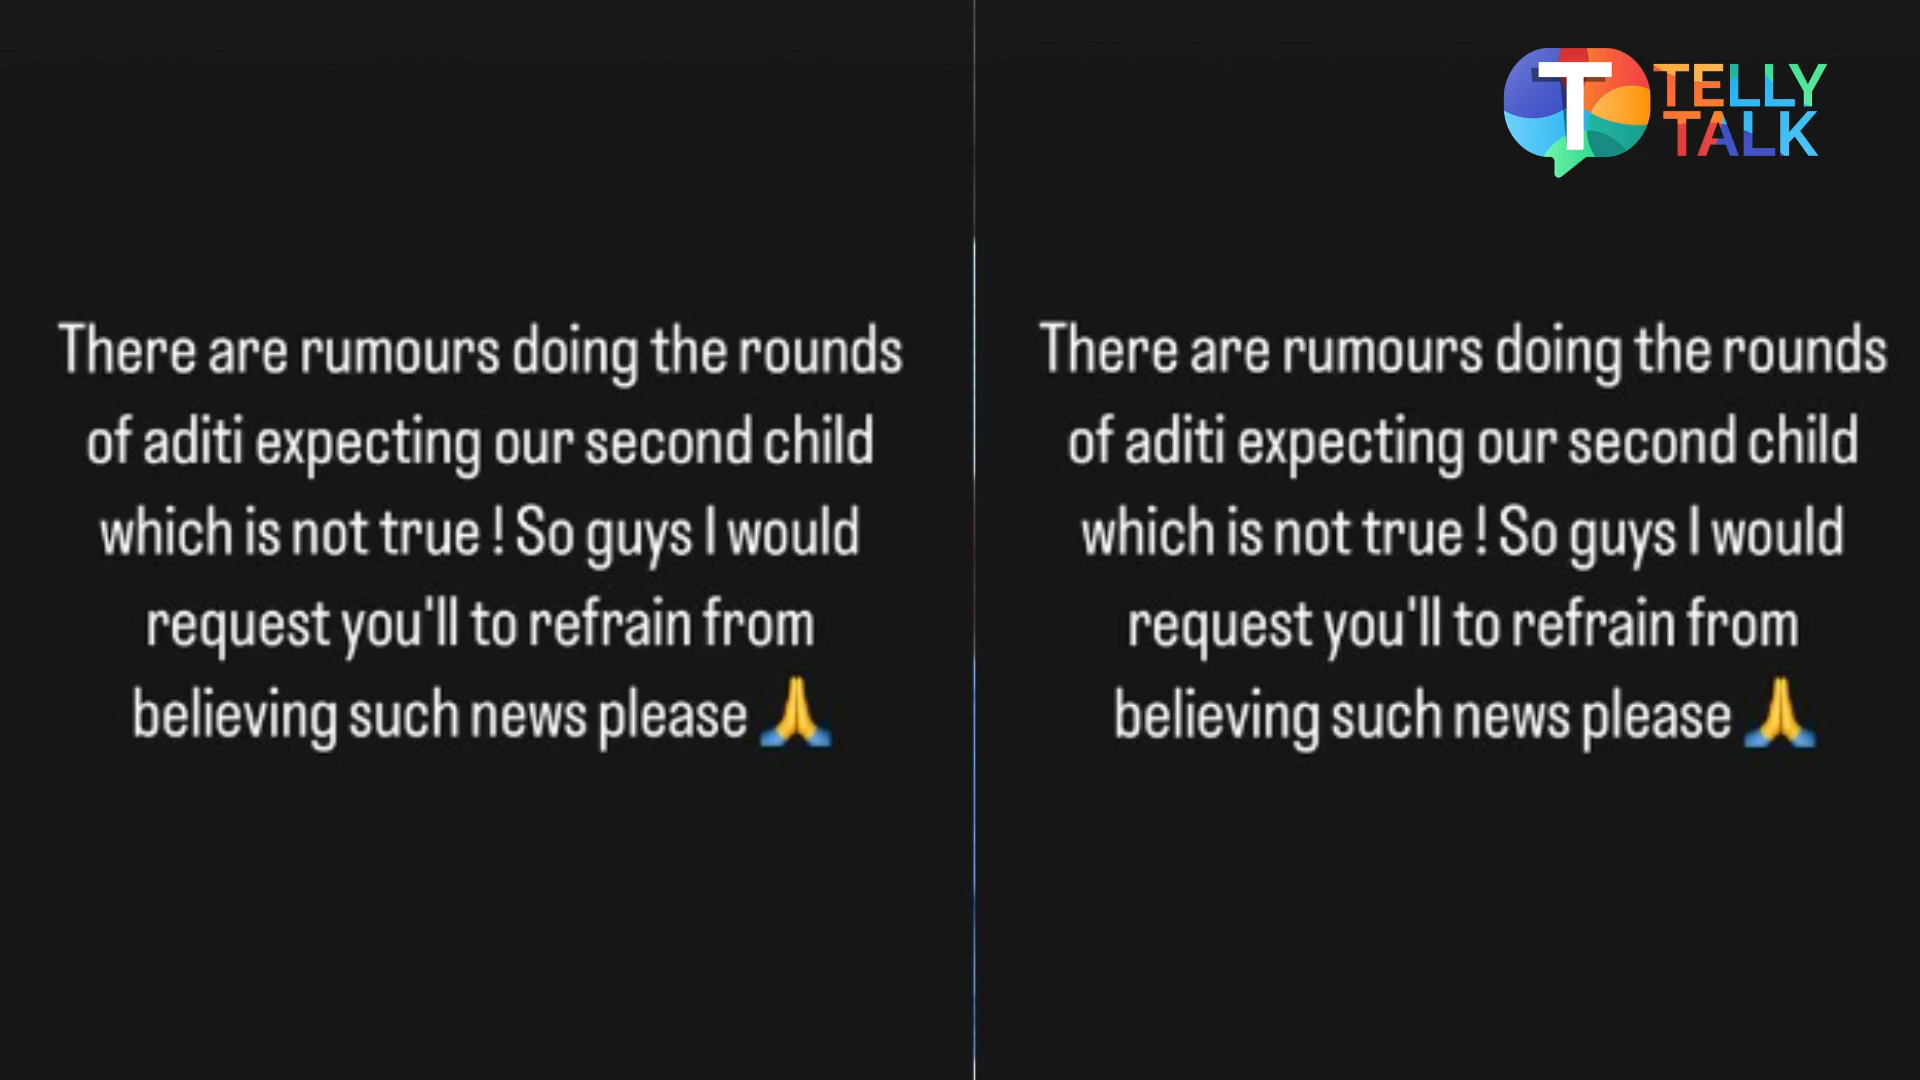 TELLY
TALK
There are rumours doing the rounds
of aditi expecting our second child
which is not true ! So guys I would
request you'll to refrain from
believing such news please 🙏
There are rumours doing the rounds
of aditi expecting our second child
which is not true ! So guys I would
request you'll to refrain from
believing such news please 🙏